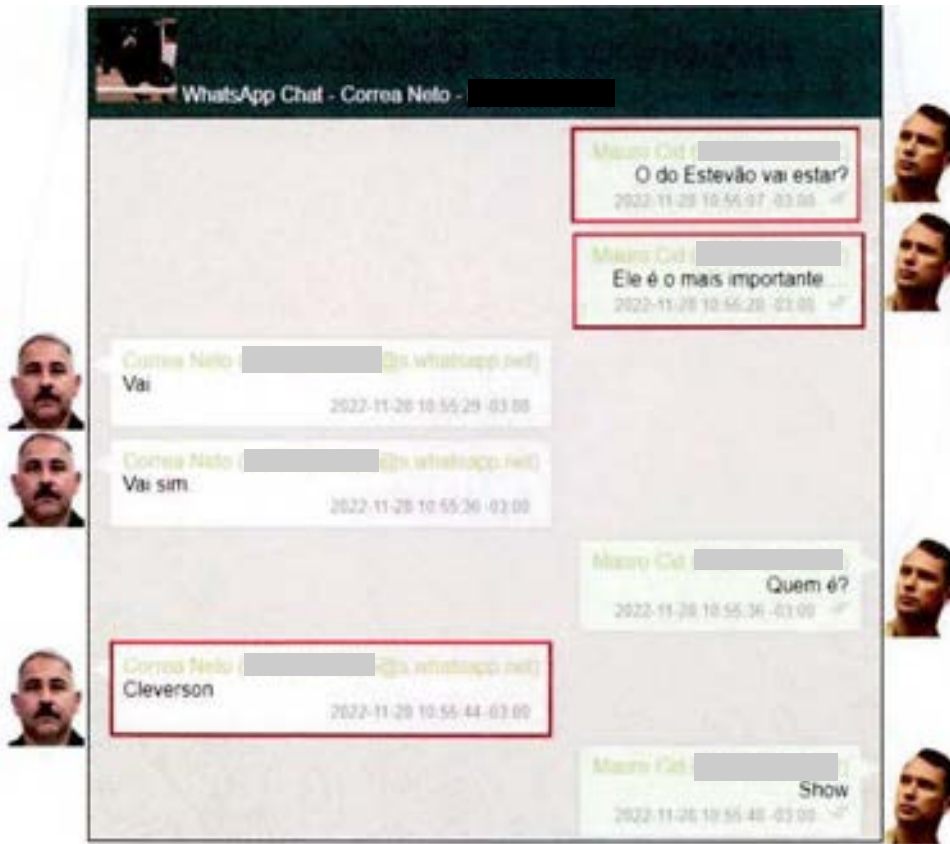 WhatsApp Chat - Correa Neto -
Mauro Cid (
O do Estevão vai estar?
2022-11-28 10:55:07 -03:00
Mauro Cid (
Ele é o mais importante....
2022-11-28 10:55:28 -03:00
Correa Neto ( @s.whatsapp.net)
Vai
2022-11-28 10:55:29 -03:00
Correa Neto ( @s.whatsapp.net)
Vai sim.
2022-11-28 10:55:36 -03:00
Mauro Cid (
Quem é?
2022-11-28 10:55:36 -03:00
Correa Neto ( @s.whatsapp.net)
Cleverson
2022-11-28 10:55:44 -03:00
Mauro Cid (
Show
2022-11-28 10:55:48 -03:00